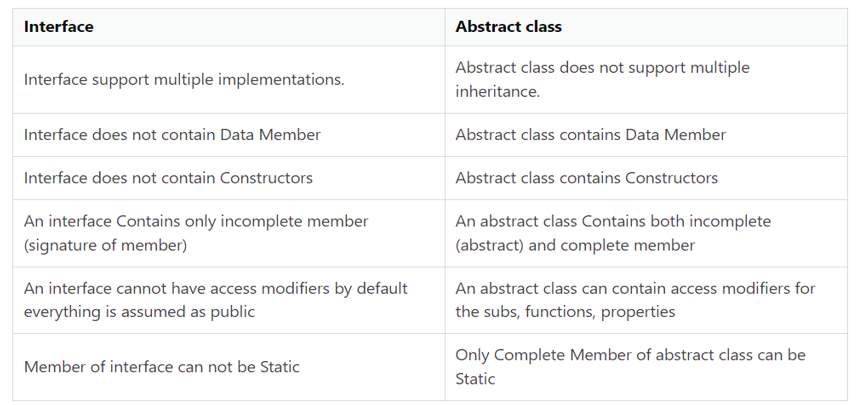 Interface
Abstract class
Interface support multiple implementations.
Abstract class does not support multiple
inheritance.
Interface does not contain Data Member
Abstract class contains Data Member
Interface does not contain Constructors
Abstract class contains Constructors
An interface Contains only incomplete member
(signature of member)
An abstract class Contains both incomplete
(abstract) and complete member
An interface cannot have access modifiers by default
everything is assumed as public
An abstract class can contain access modifiers for
the subs, functions, properties
Member of interface can not be Static
Only Complete Member of abstract class can be
Static